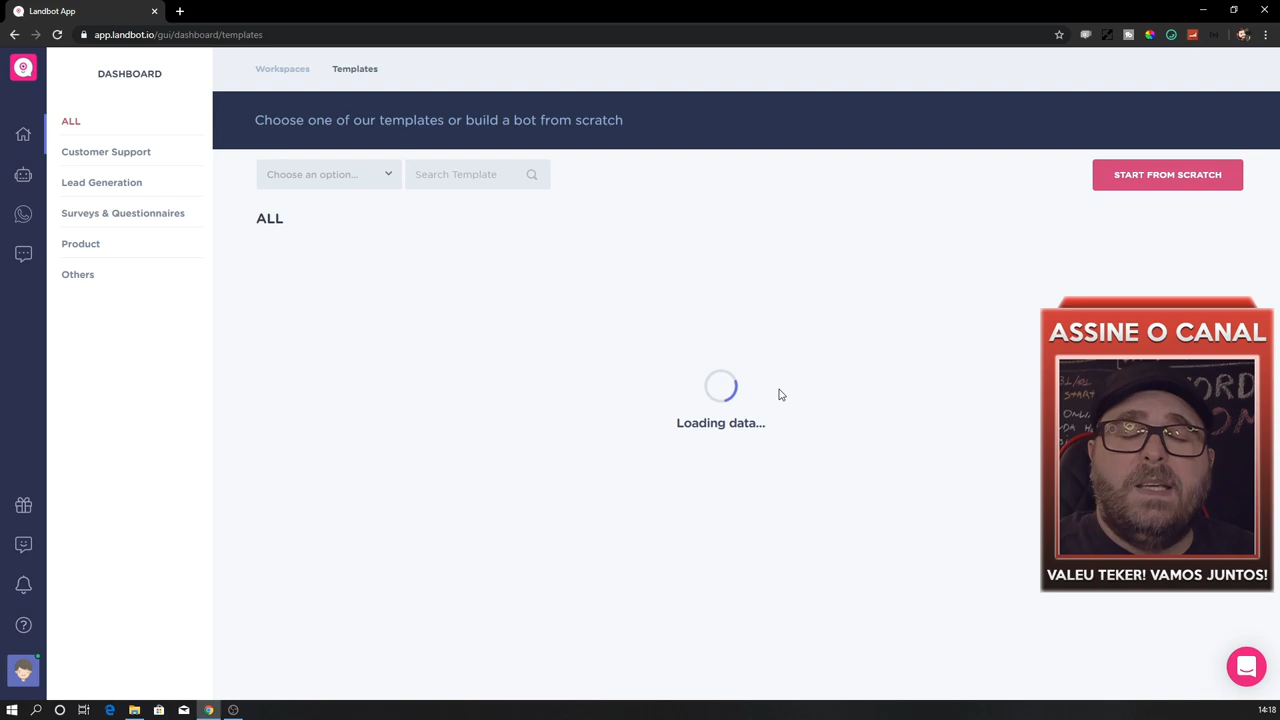 Landbot App
app.landbot.io/gui/dashboard/templates
DASHBOARD
ALL
Customer Support
Lead Generation
Surveys & Questionnaires
Product
Others
Workspaces
Templates
Choose one of our templates or build a bot from scratch
Choose an option...
Search Template
START FROM SCRATCH
ALL
Loading data...
ASSINE O CANAL
START
VALEU TEKER! VAMOS JUNTOS!
14:18